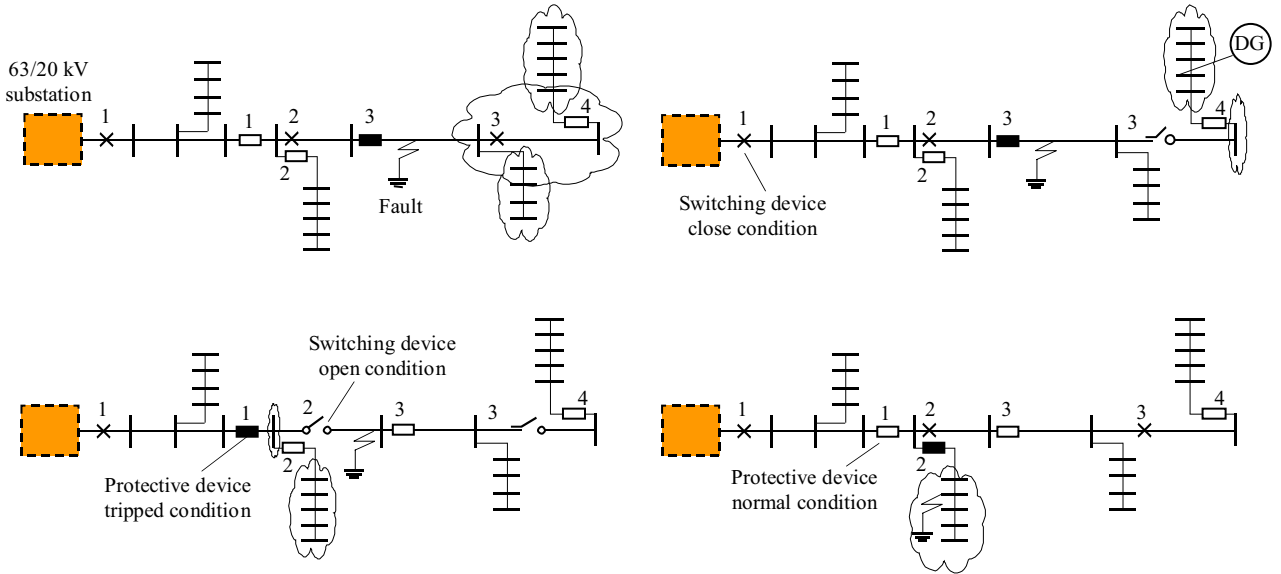 63/20 kV
substation
1
1
2
2
3
3
4
Fault
1
1
2
2
3
3
4
DG
Switching device
close condition
1
1
2
2
3
3
4
Switching device
open condition
Protective device
tripped condition
1
1
2
2
3
3
4
Protective device
normal condition